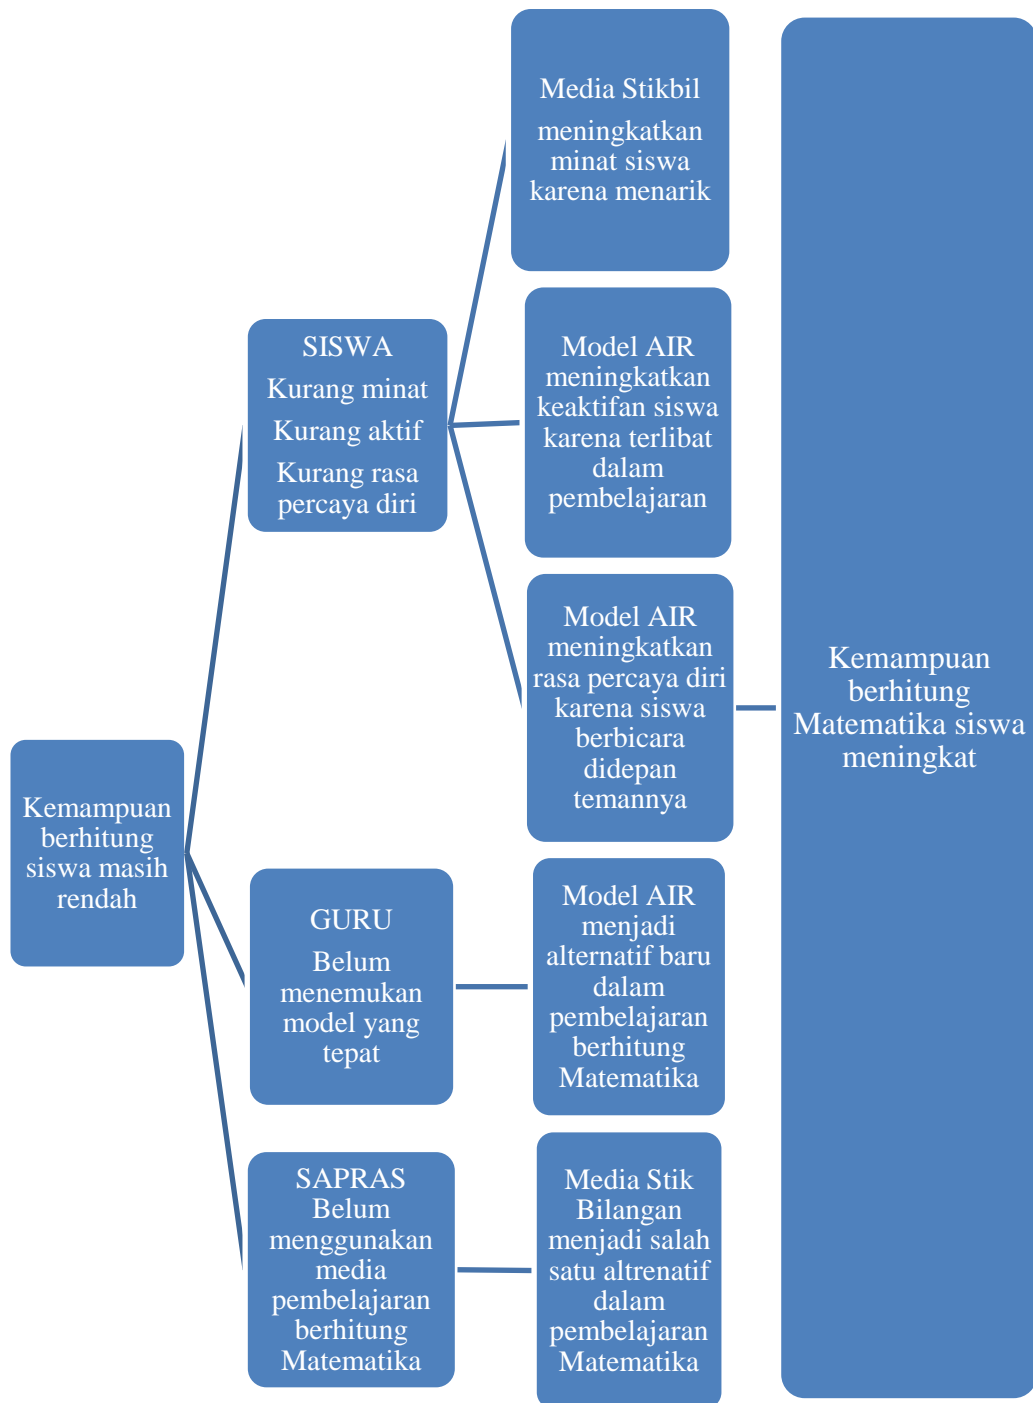 Kemampuan
berhitung
siswa masih
rendah
SISWA
Kurang minat
Kurang aktif
Kurang rasa
percaya diri
Media Stikbil
meningkatkan
minat siswa
karena menarik
Model AIR
meningkatkan
keaktifan siswa
karena terlibat
dalam
pembelajaran
Model AIR
meningkatkan
rasa percaya diri
karena siswa
berbicara
didepan
temannya
GURU
Belum
menemukan
model yang
tepat
Model AIR
menjadi
alternatif baru
dalam
pembelajaran
berhitung
Matematika
SAPRAS
Belum
menggunakan
media
pembelajaran
berhitung
Matematika
Media Stik
Bilangan
menjadi salah
satu altrenatif
dalam
pembelajaran
Matematika
Kemampuan
berhitung
Matematika siswa
meningkat